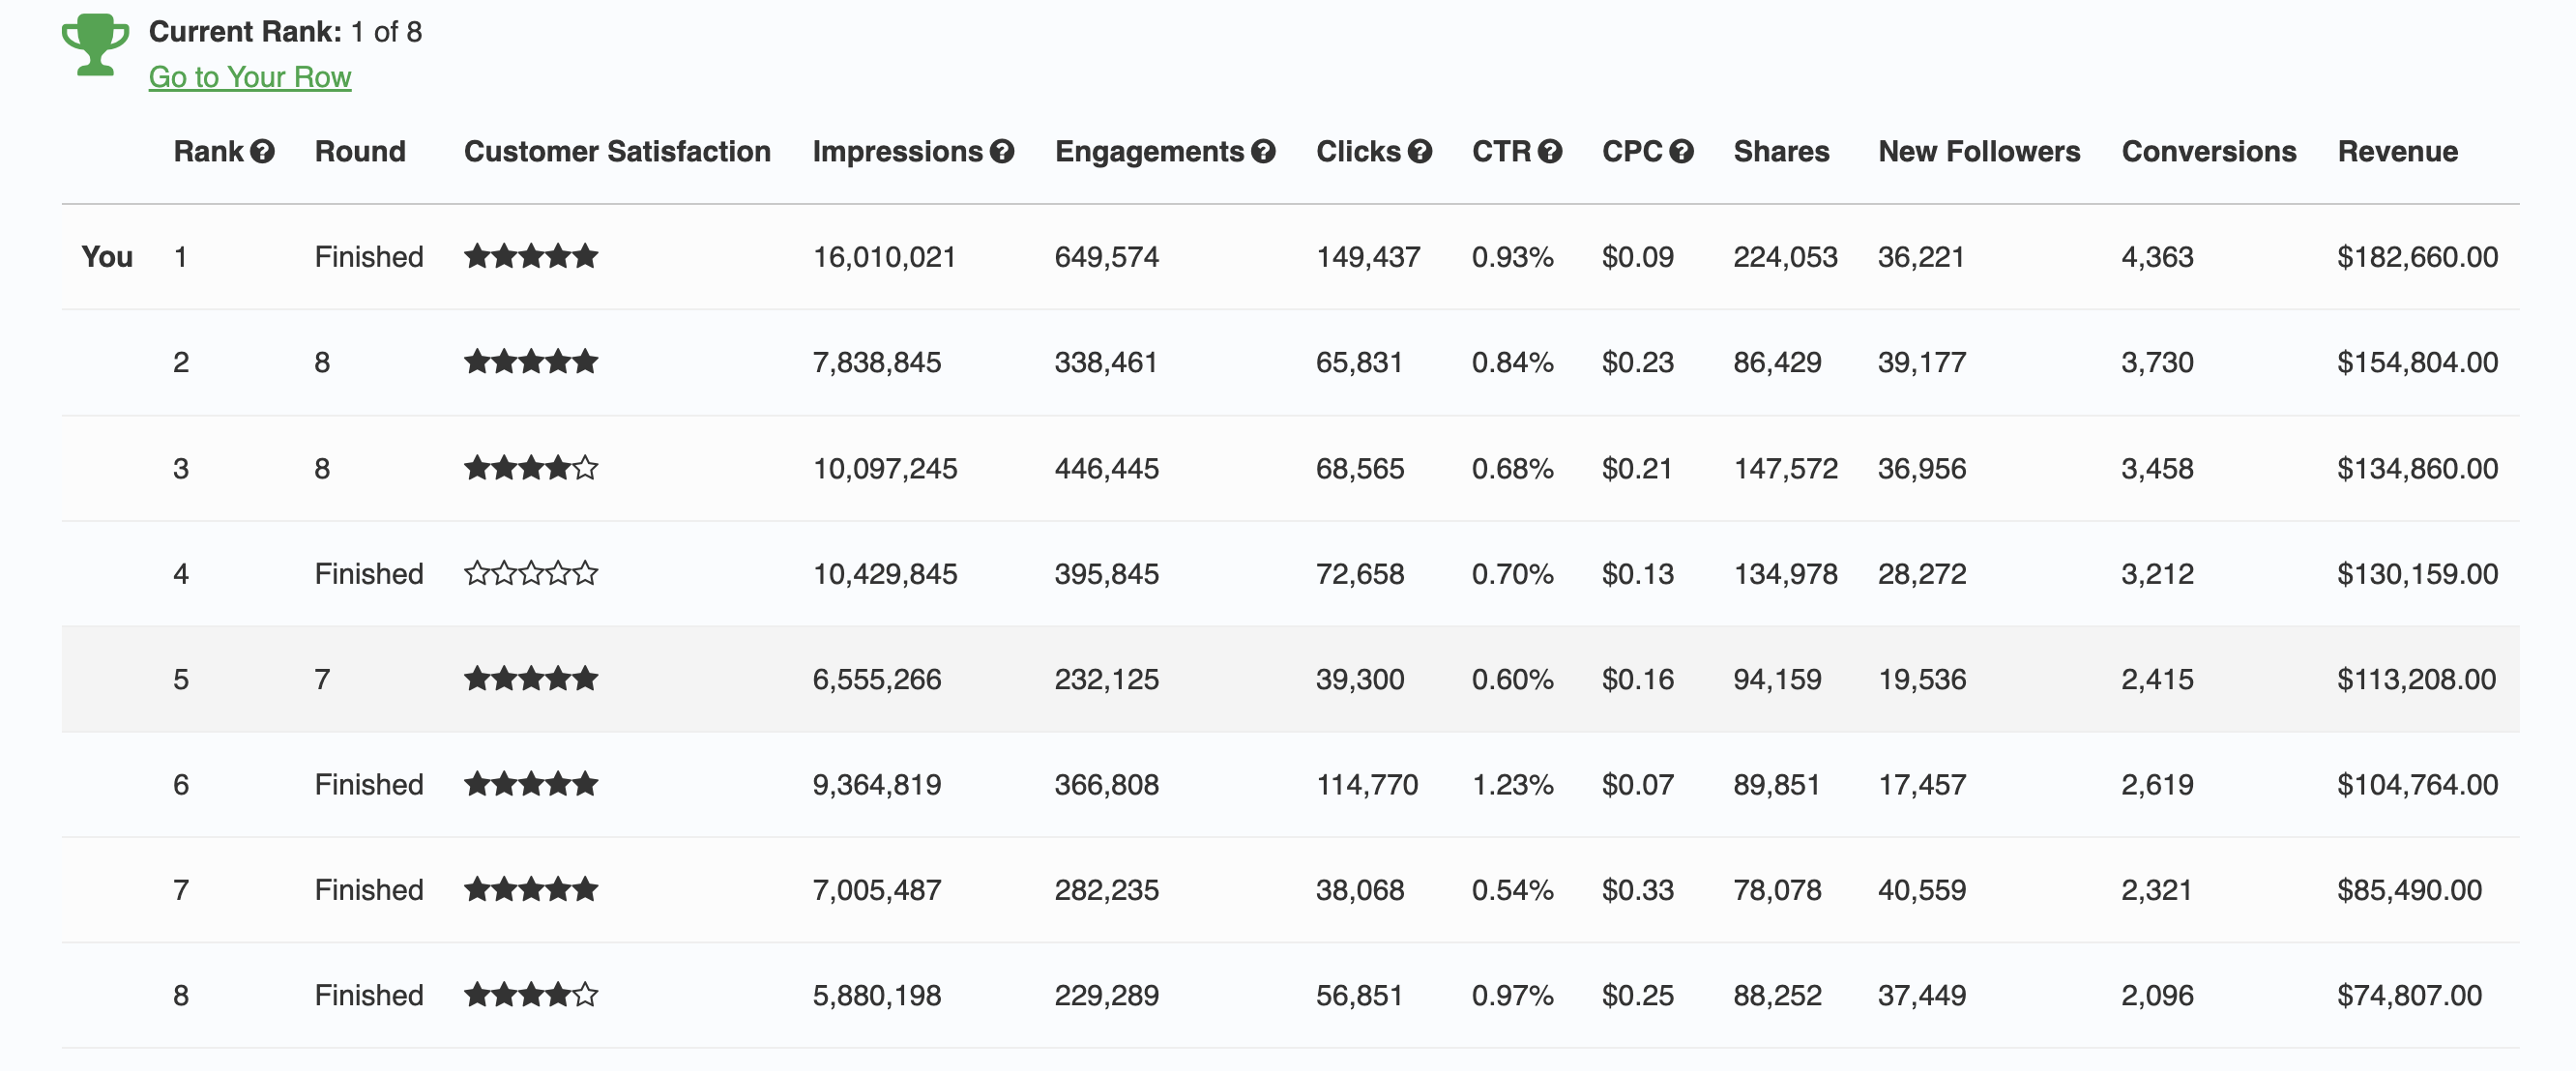 Current Rank: 1 of 8
Go to Your Row
Rank Round Customer Satisfaction Impressions Engagements Clicks CTR CPC Shares New Followers Conversions Revenue
You 1 Finished 16,010,021 649,574 149,437 0.93% $0.09 224,053 36,221 4,363 $182,660.00
2 8 7,838,845 338,461 65,831 0.84% $0.23 86,429 39,177 3,730 $154,804.00
3 8 10,097,245 446,445 68,565 0.68% $0.21 147,572 36,956 3,458 $134,860.00
4 Finished 10,429,845 395,845 72,658 0.70% $0.13 134,978 28,272 3,212 $130,159.00
5 7 6,555,266 232,125 39,300 0.60% $0.16 94,159 19,536 2,415 $113,208.00
6 Finished 9,364,819 366,808 114,770 1.23% $0.07 89,851 17,457 2,619 $104,764.00
7 Finished 7,005,487 282,235 38,068 0.54% $0.33 78,078 40,559 2,321 $85,490.00
8 Finished 5,880,198 229,289 56,851 0.97% $0.25 88,252 37,449 2,096 $74,807.00